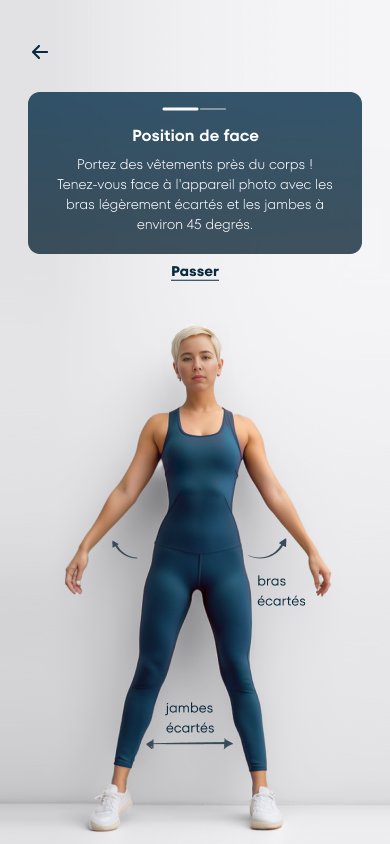 Position de face
Portez des vêtements près du corps !
Tenez-vous face à l'appareil photo avec les
bras légèrement écartés et les jambes à
environ 45 degrés.
Passer
bras
écartés
jambes
écartés